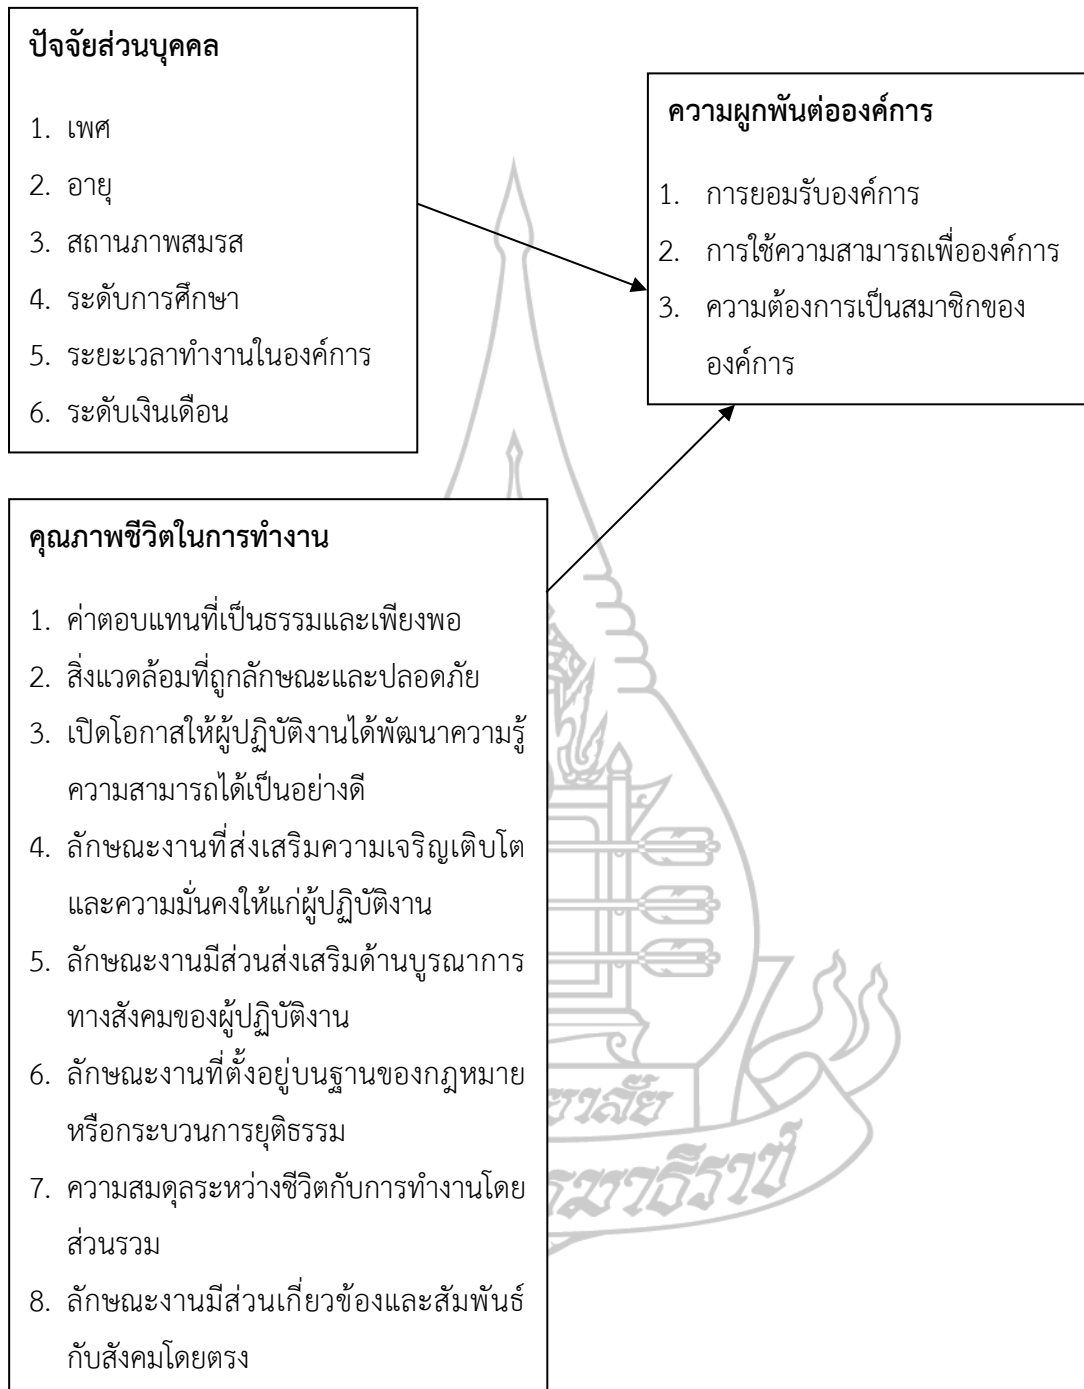 ปัจจัยส่วนบุคคล
1. เพศ
2. อายุ
3. สถานภาพสมรส
4. ระดับการศึกษา
5. ระยะเวลาทำงานในองค์การ
6. ระดับเงินเดือน
ความผูกพันต่อองค์การ
1. การยอมรับองค์การ
2. การใช้ความสามารถเพื่อองค์การ
3. ความต้องการเป็นสมาชิกของ
องค์การ
คุณภาพชีวิตในการทำงาน
1. ค่าตอบแทนที่เป็นธรรมและเพียงพอ
2. สิ่งแวดล้อมที่ถูกลักษณะและปลอดภัย
3. เปิดโอกาสให้ผู้ปฏิบัติงานได้พัฒนาความรู้
ความสามารถได้เป็นอย่างดี
4. ลักษณะงานที่ส่งเสริมความเจริญเติบโต
และความมั่นคงให้แก่ผู้ปฏิบัติงาน
5. ลักษณะงานมีส่วนส่งเสริมด้านบูรณาการ
ทางสังคมของผู้ปฏิบัติงาน
6. ลักษณะงานที่ตั้งอยู่บนฐานของกฎหมาย
หรือกระบวนการยุติธรรม
7. ความสมดุลระหว่างชีวิตกับการทำงานโดย
ส่วนรวม
8. ลักษณะงานมีส่วนเกี่ยวข้องและสัมพันธ์
กับสังคมโดยตรง